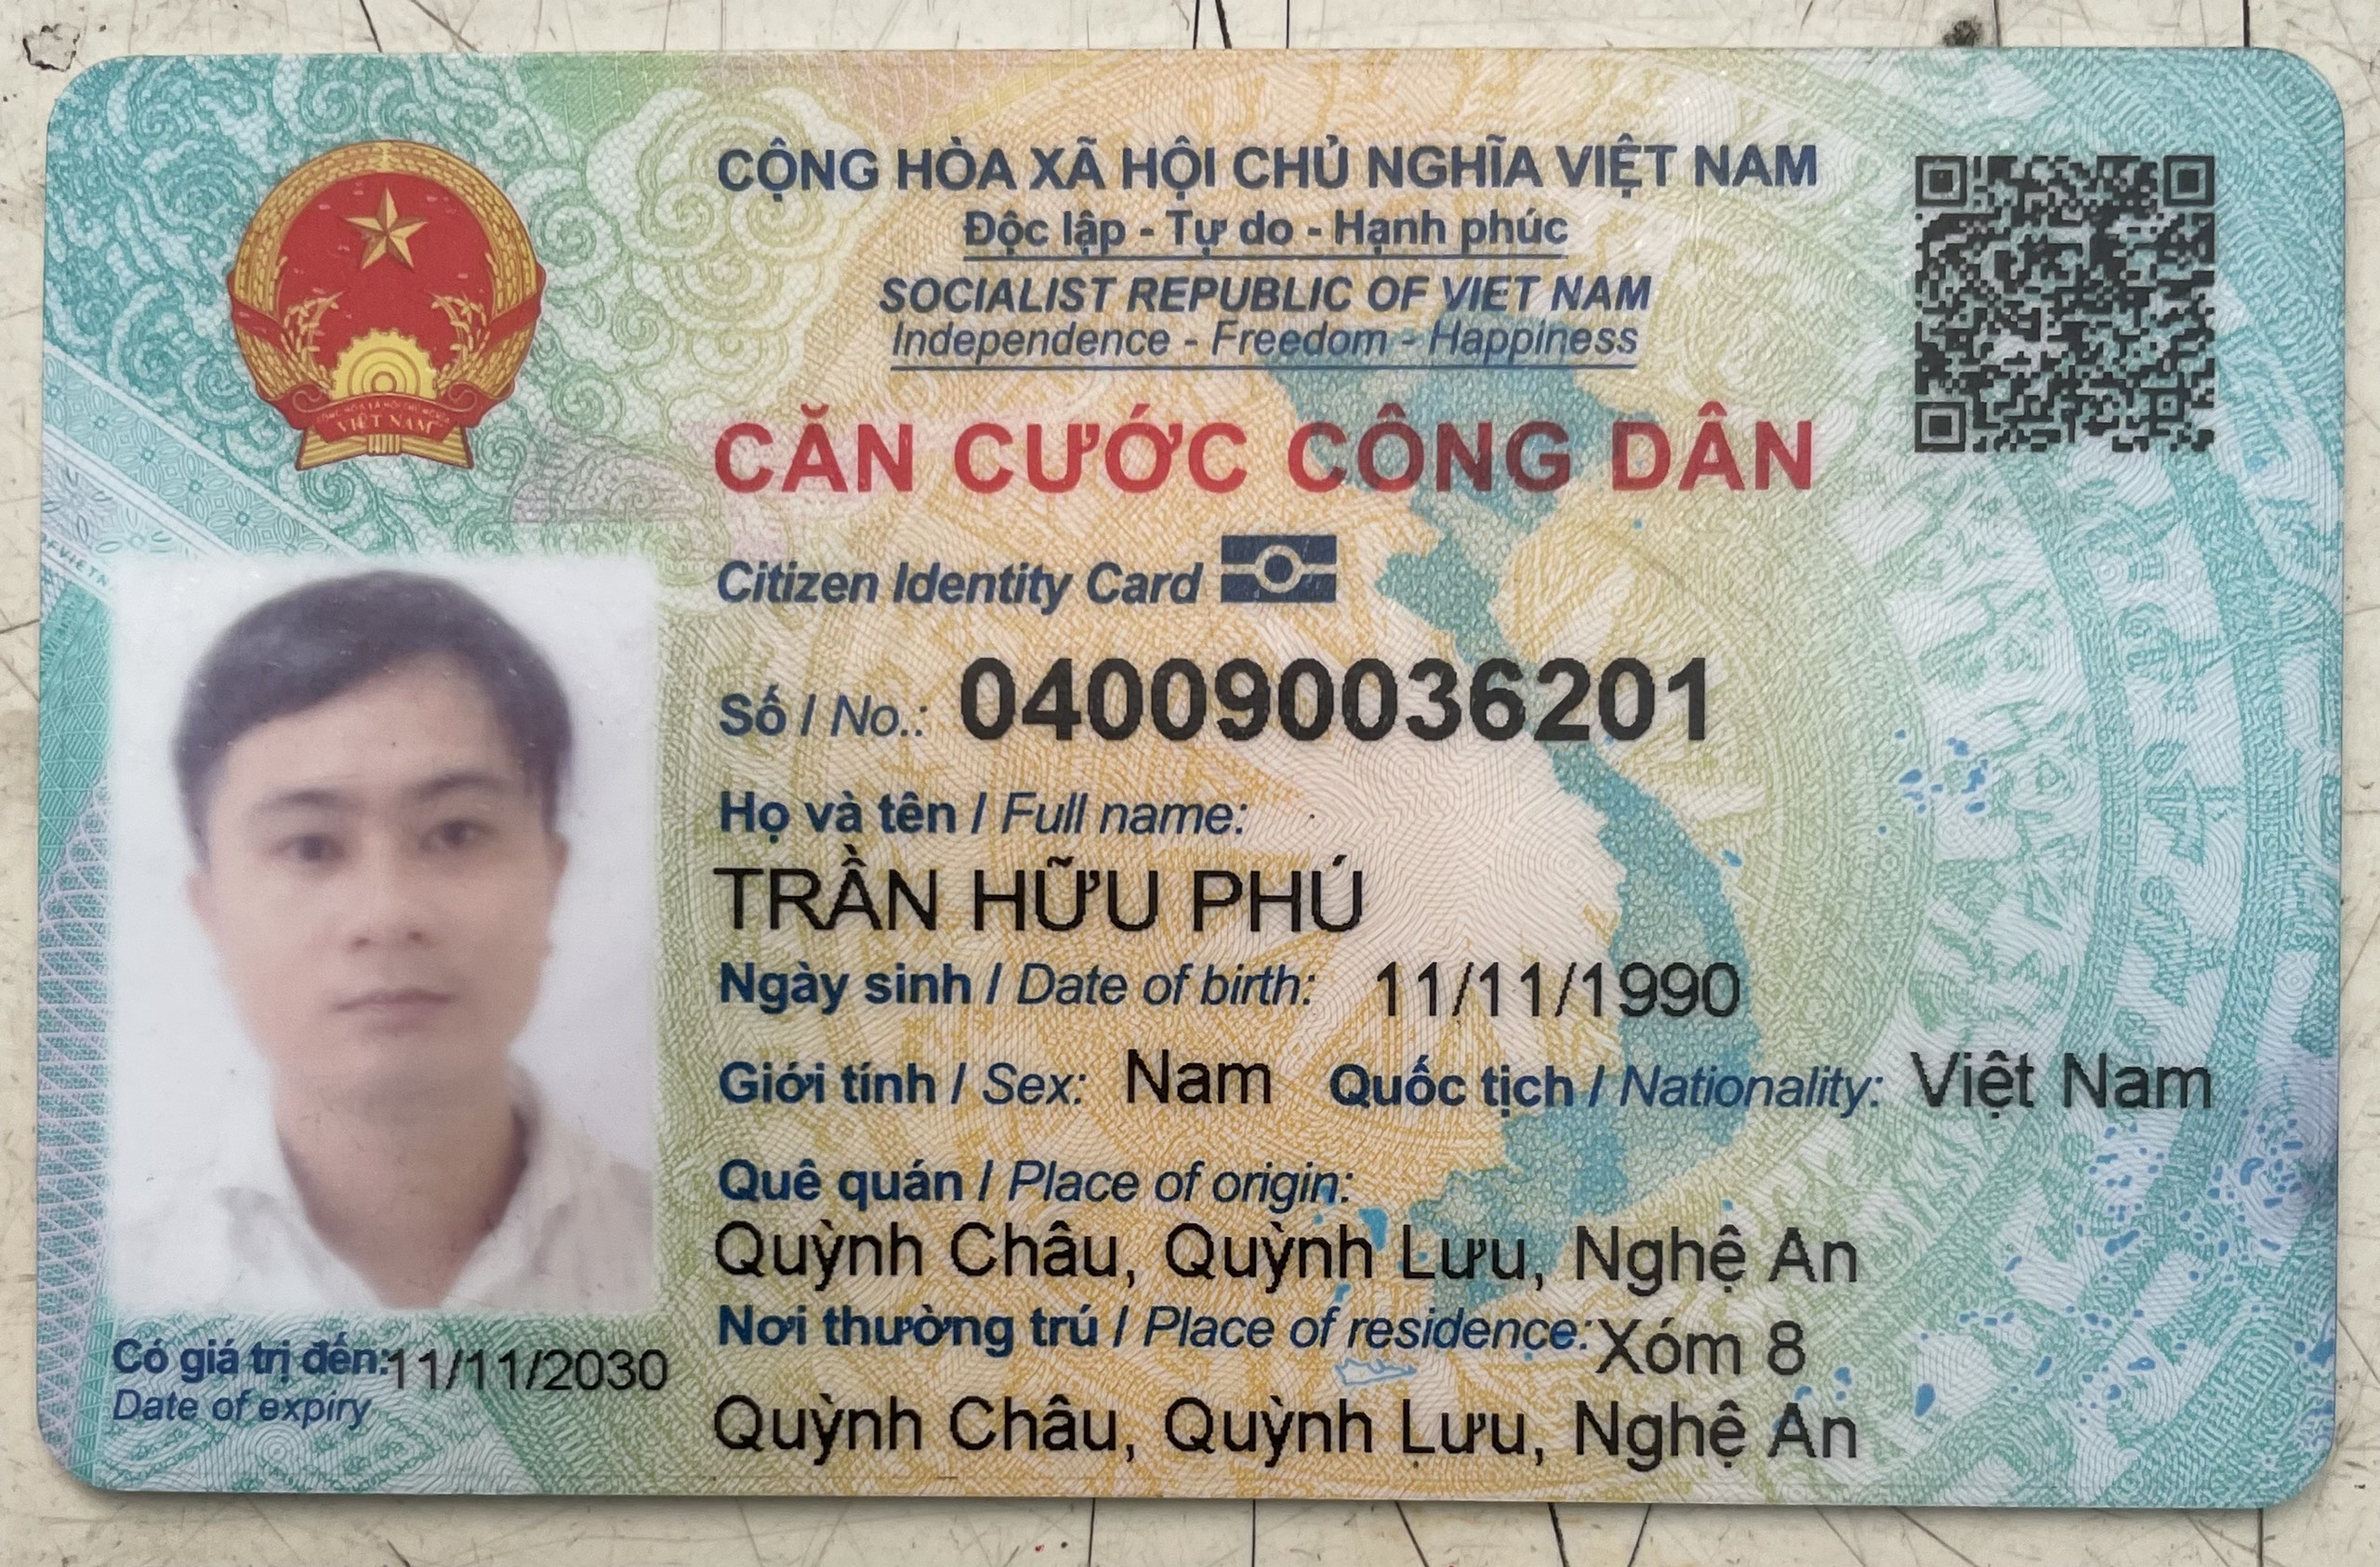 CỘNG HÒA XÃ HỘI CHỦ NGHĨA VIỆT NAM
Độc lập - Tự do - Hạnh phúc
SOCIALIST REPUBLIC OF VIET NAM
Independence - Freedom - Happiness
VIỆT NAM
CĂN CƯỚC CÔNG DÂN
Citizen Identity Card
Số / No.: 040090036201
Họ và tên / Full name:
TRẦN HỮU PHÚ
Ngày sinh / Date of birth: 11/11/1990
Giới tính / Sex: Nam Quốc tịch / Nationality: Việt Nam
Quê quán / Place of origin:
Quỳnh Châu, Quỳnh Lưu, Nghệ An
Nơi thường trú / Place of residence: Xóm 8
Quỳnh Châu, Quỳnh Lưu, Nghệ An
Có giá trị đến: 11/11/2030
Date of expiry